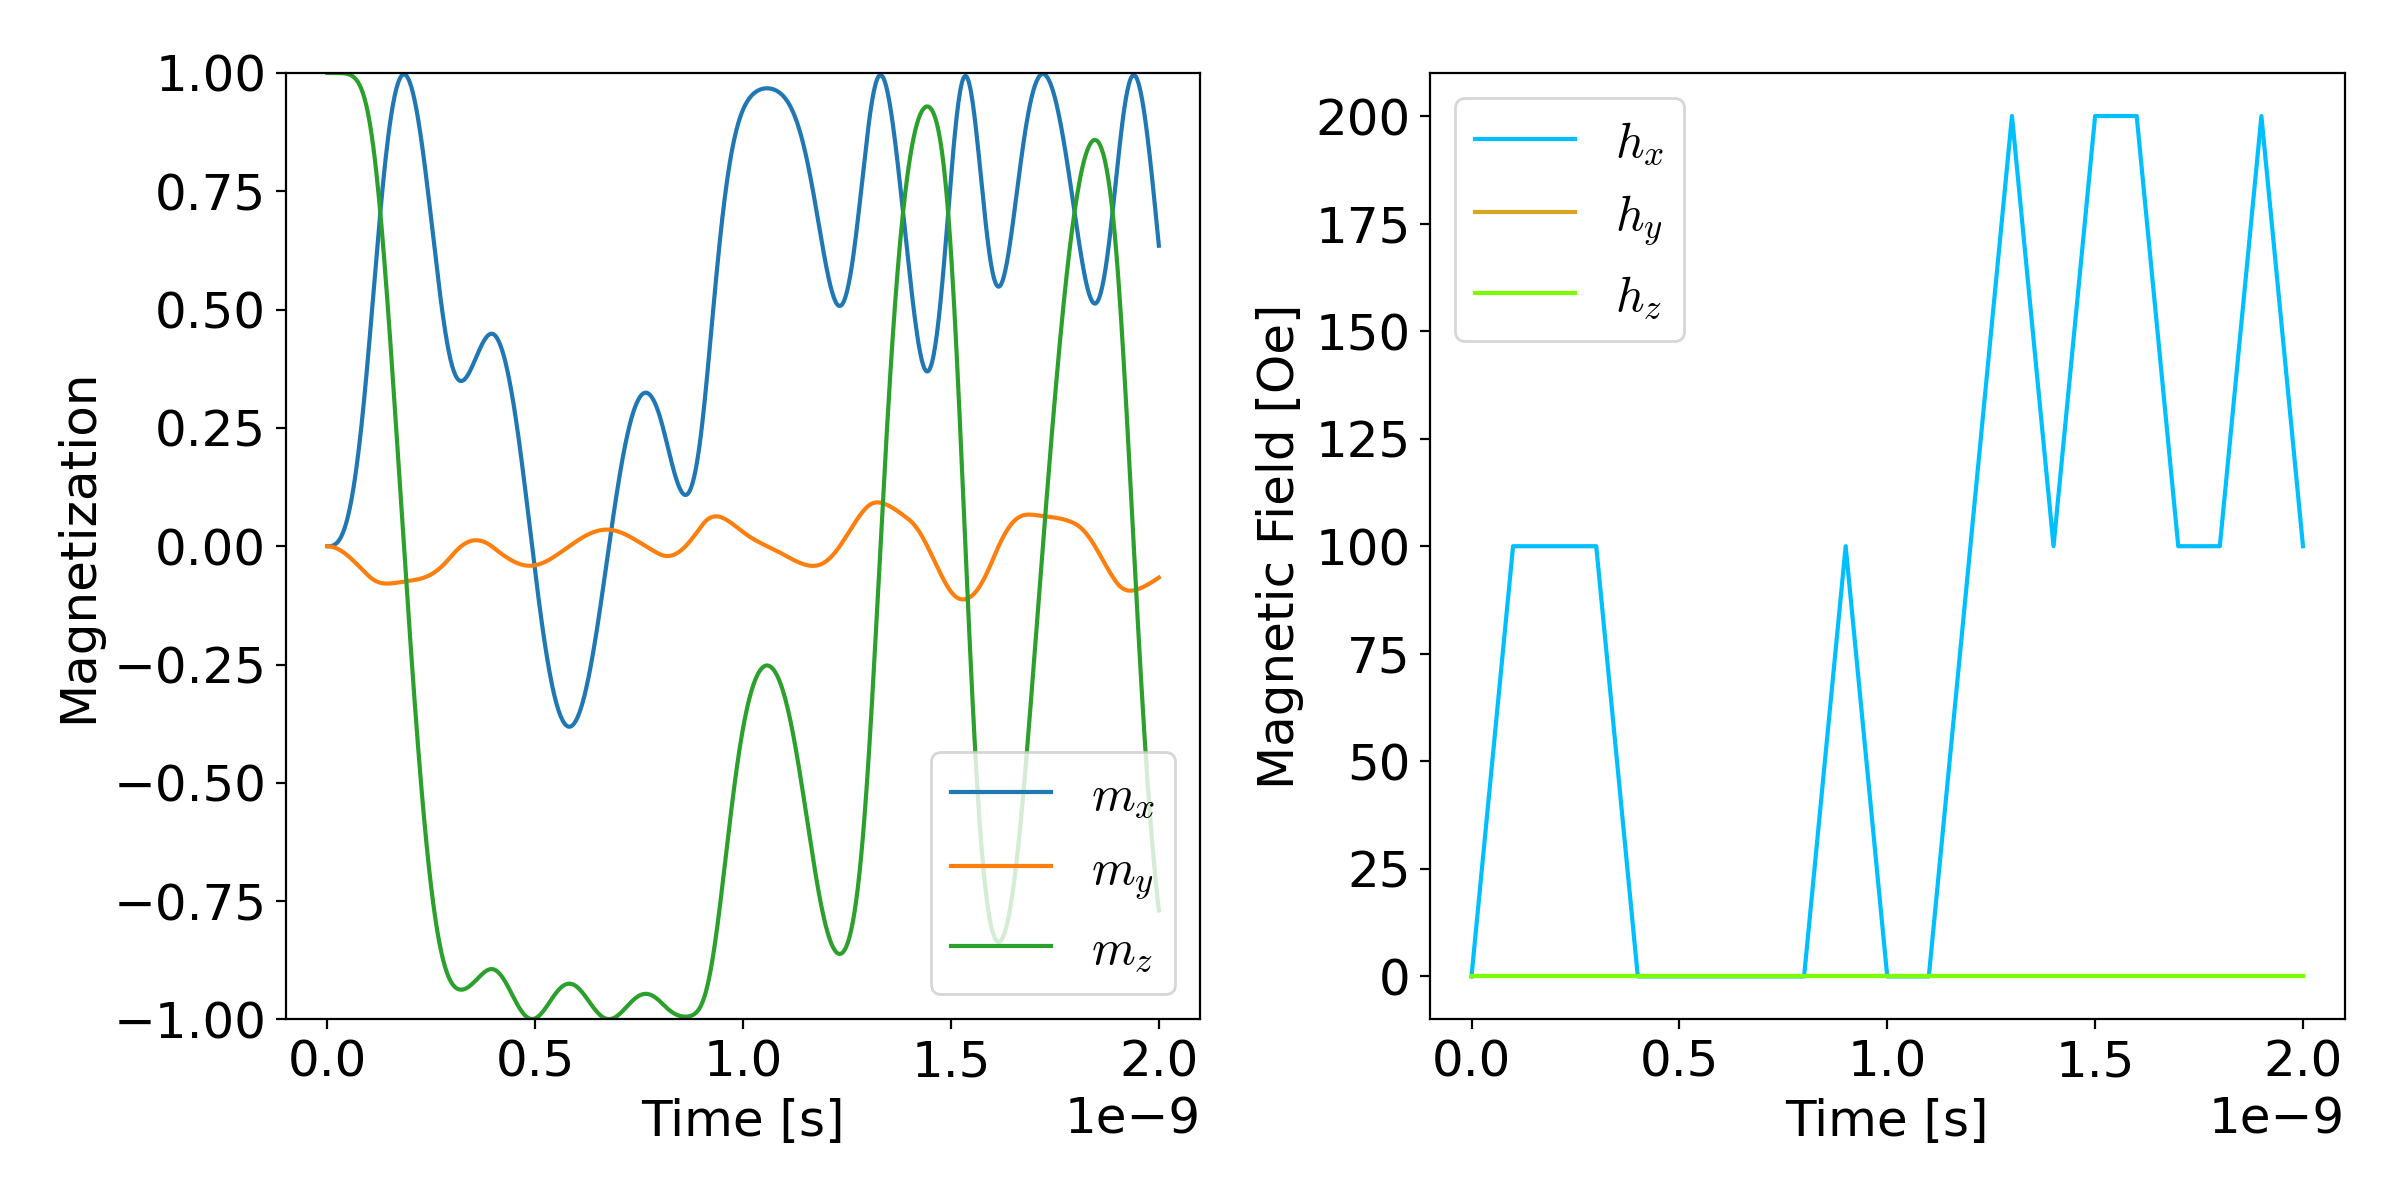 Magnetization
1.00
0.75
0.50
0.25
0.00
−0.25
−0.50
−0.75
−1.00
0.0 0.5 1.0 1.5 2.0
Time [s]
1e−9
m_x
m_y
m_z
Magnetic Field [Oe]
200
175
150
125
100
75
50
25
0
0.0 0.5 1.0 1.5 2.0
Time [s]
1e−9
h_x
h_y
h_z